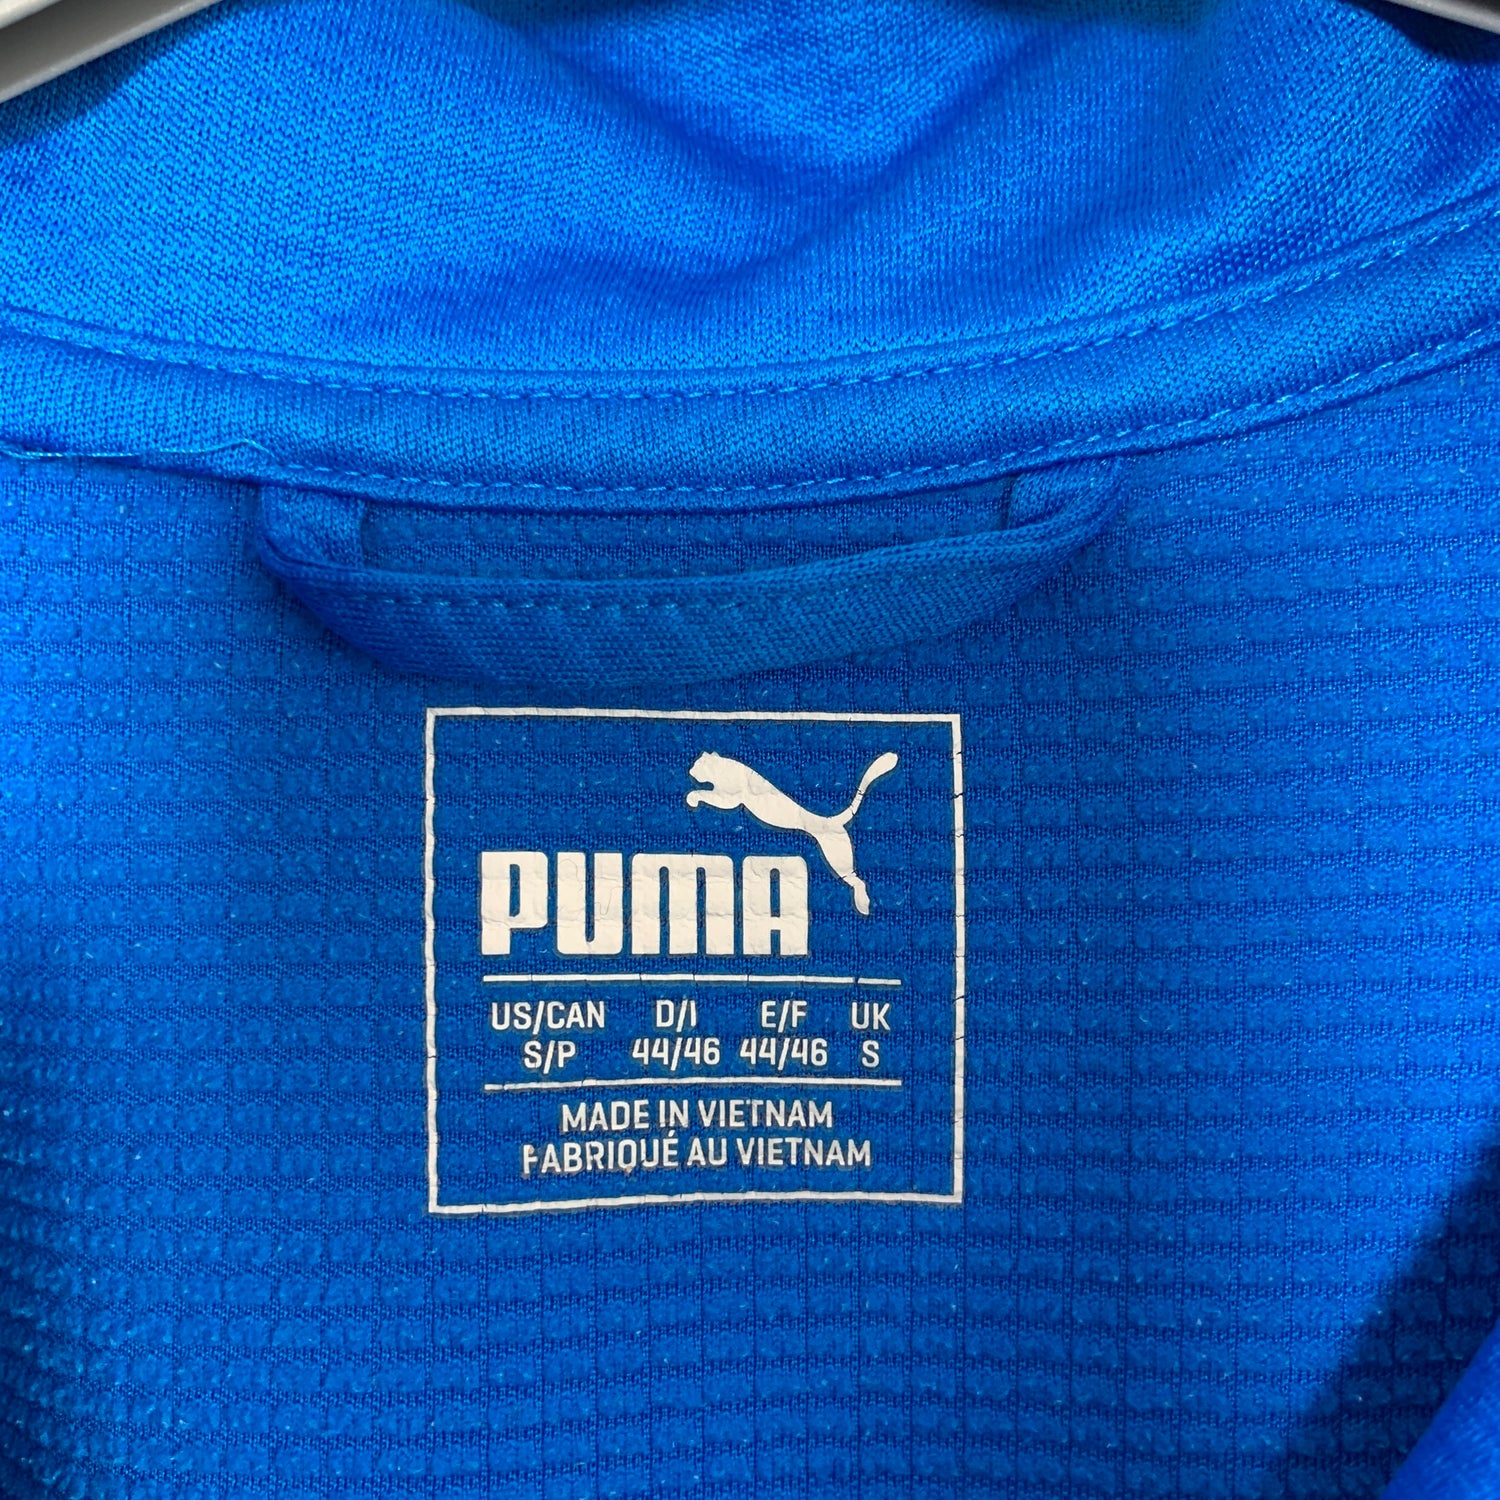 PUMA
US/CAN D/I E/F UK
S/P 44/46 44/46 S
MADE IN VIETNAM
FABRIQUÉ AU VIETNAM